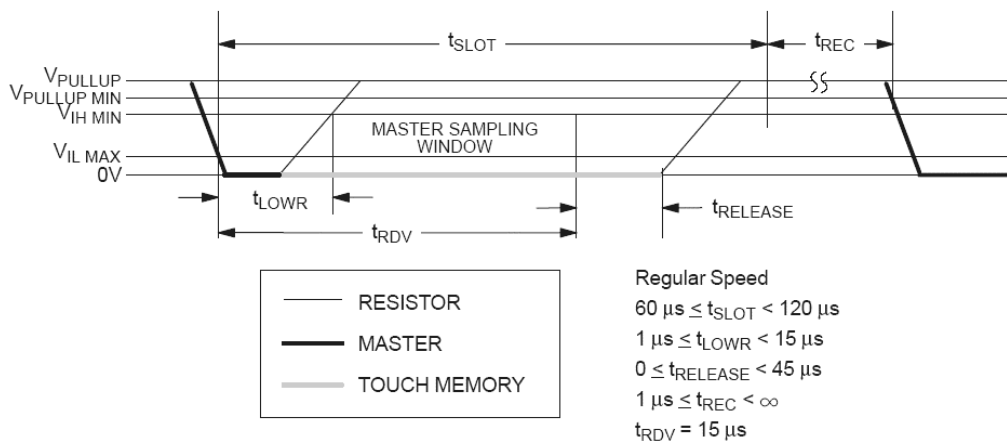 tSLOT
tREC
VPULLUP
VPULLUP MIN
VIH MIN
MASTER SAMPLING
WINDOW
VIL MAX
0V
tLOWR
tRELEASE
tRDV
RESISTOR
MASTER
TOUCH MEMORY
Regular Speed
60 µs ≤ tSLOT < 120 µs
1 µs ≤ tLOWR < 15 µs
0 ≤ tRELEASE < 45 µs
1 µs ≤ tREC < ∞
tRDV = 15 µs